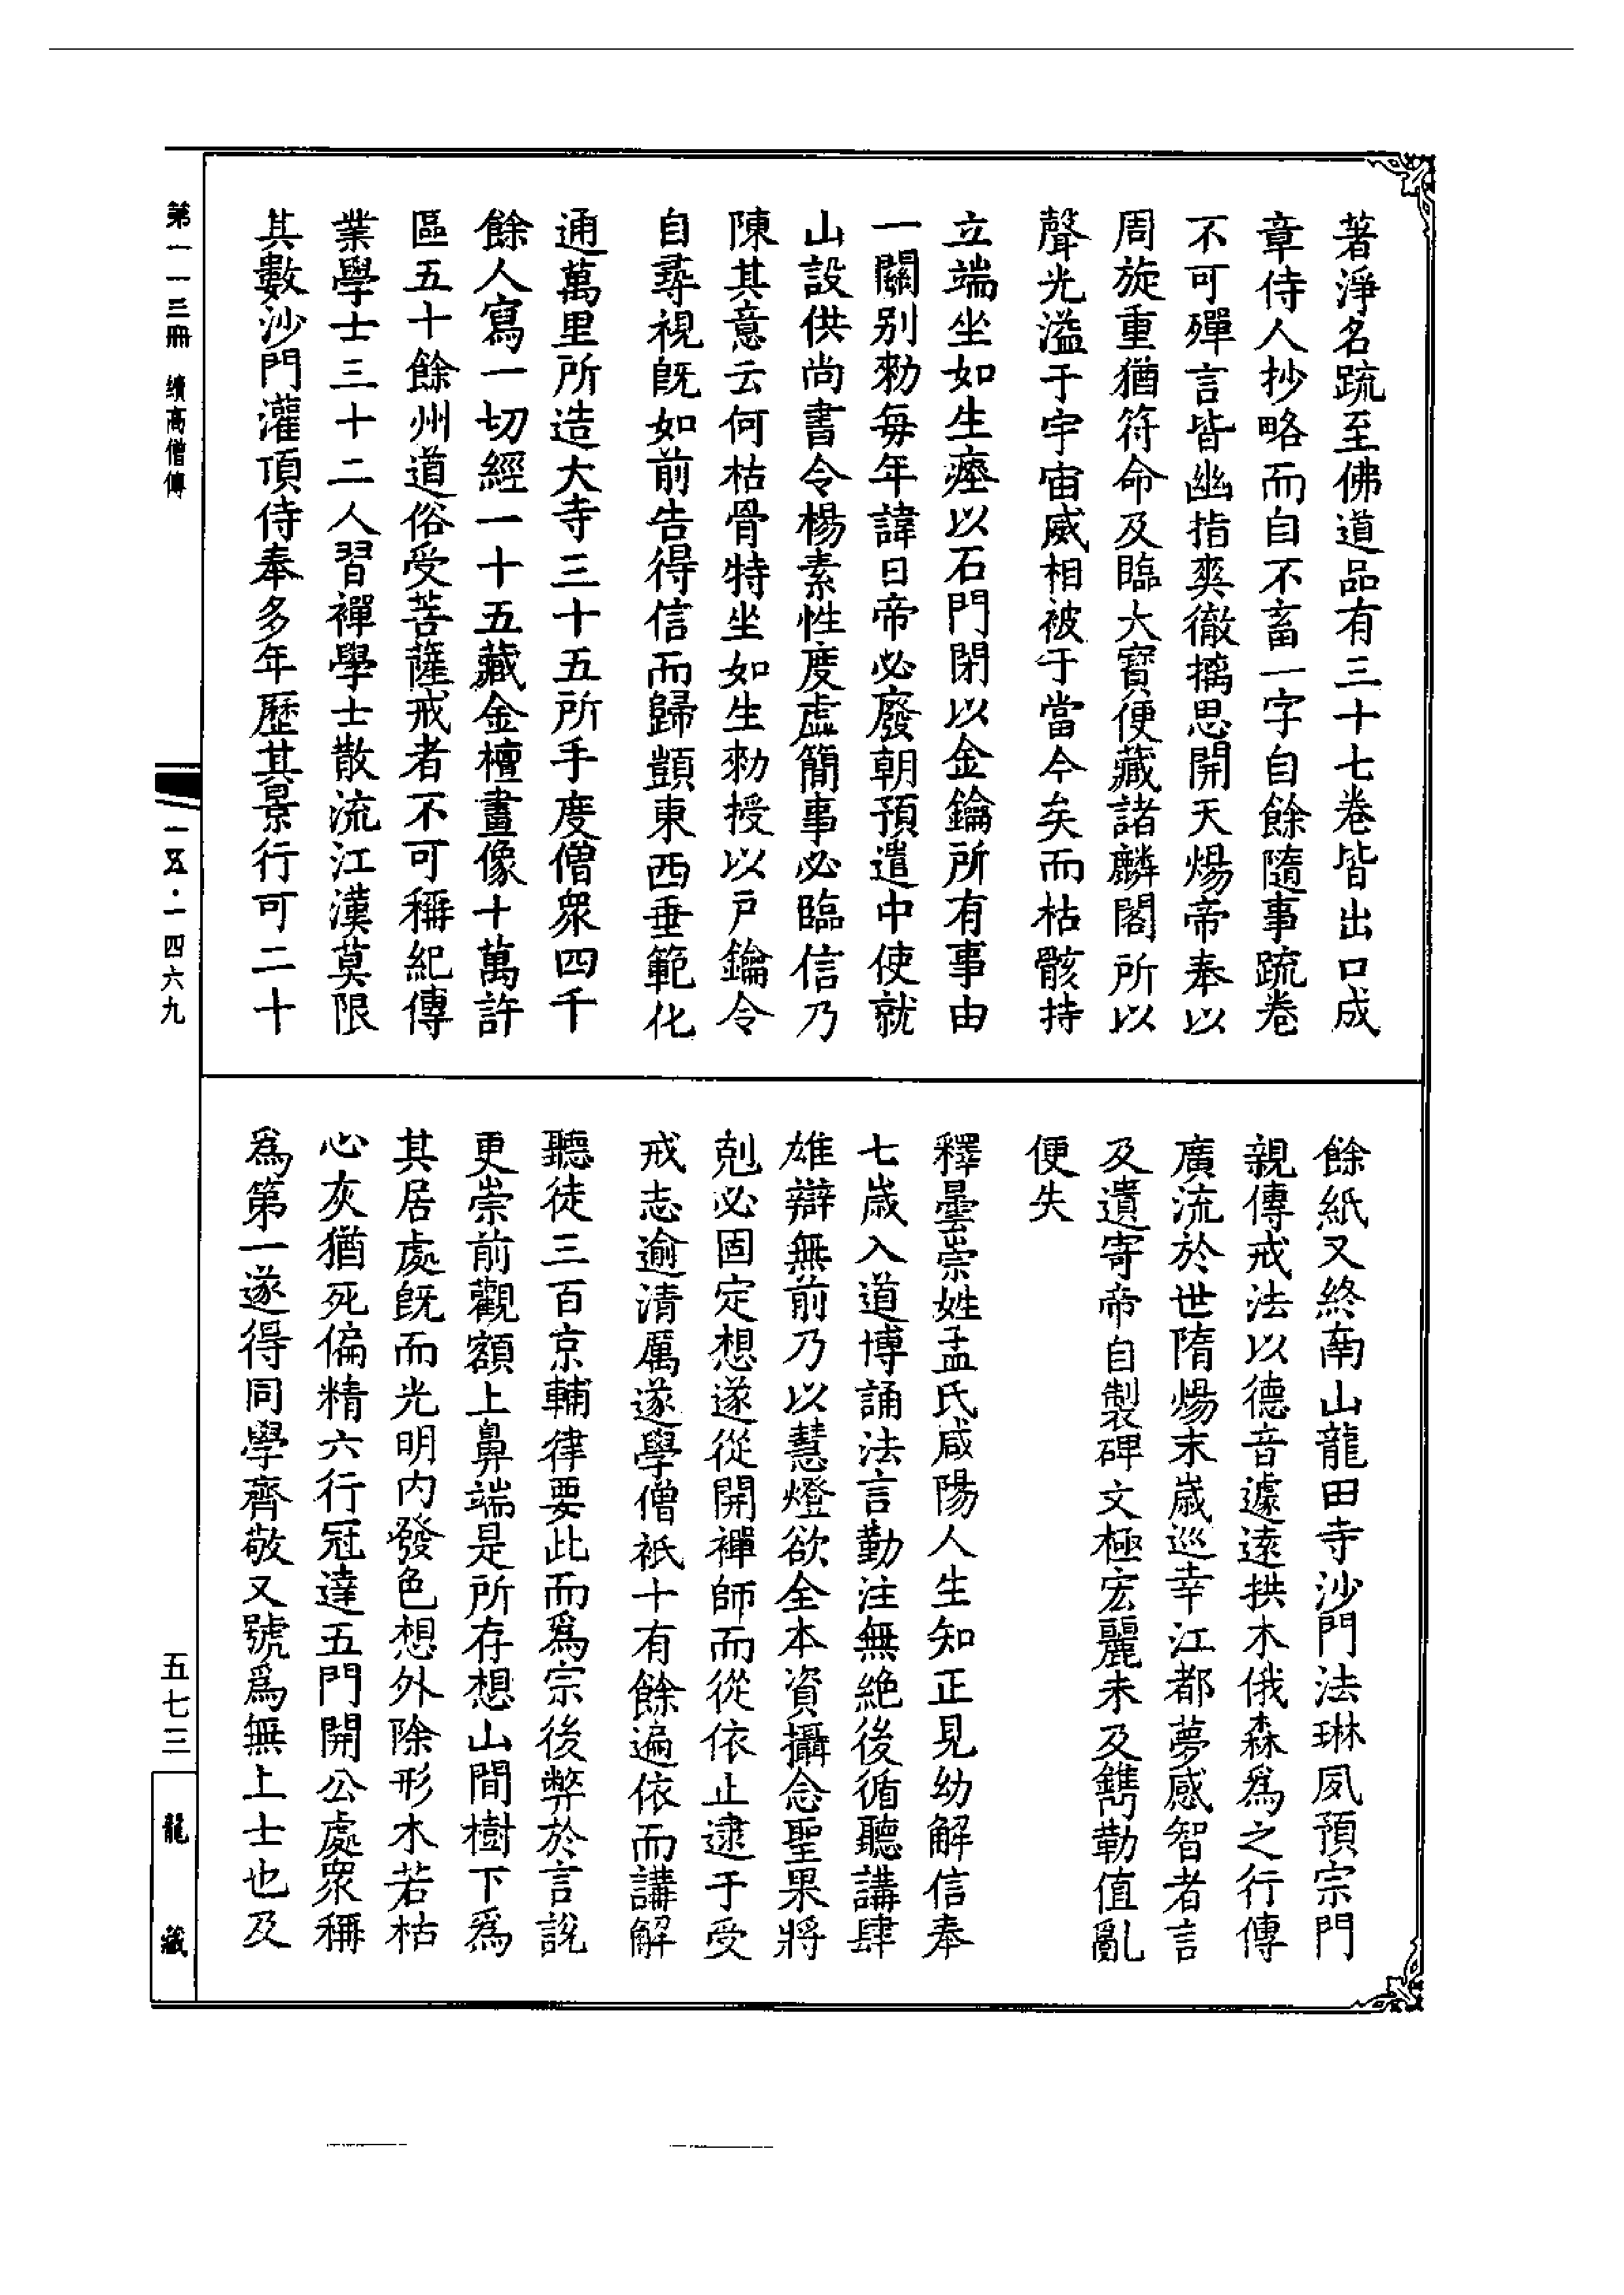 著淨名䟽至佛道品有三十七卷皆出口成
章侍人抄略而自不畜一字自餘隨事䟽卷
不可殫言皆幽指爽徹摛思開天煬帝奉以
周旋重猶符命及臨大寶便藏諸麟閣所以
聲光溢于宇宙威相被于當今矣而枯骸持
立端坐如生瘞以石門閉以金鑰所有事由
一關别勑每年諱日帝必廢朝預遣中使就
山設供尚書令楊素性度虛簡事必臨信乃
陳其意云何枯骨特坐如生勑授以戶鑰令
自尋視旣如前告得信而歸顗東西垂範化
通萬里所造大寺三十五所手度僧衆四千
餘人寫一切經一十五藏金檀畫像十萬許
區五十餘州道俗受菩薩戒者不可稱紀傳
業學士三十二人習禪學士散流江漢莫限
其數沙門灌頂侍奉多年歷其景行可二十
餘紙又終南山龍田寺沙門法琳夙預宗門
親傳戒法以德音遽遠拱木俄森爲之行傳
廣流於世隋煬末歲巡幸江都夢感智者言
及遺寄帝自製碑文極宏麗未及鐫勒值亂
便失
釋曇崇姓孟氏咸陽人生知正見幼解信奉
七歲入道博誦法言勤注無絶後循聽講肆
雄辯無前乃以慧燈欲全本資攝念聖果將
剋必固定想遂從開禪師而從依止逮于受
戒志逾清厲遂學僧祇十有餘遍依而講解
聽徒三百京輔律要此而爲宗後弊於言說
更崇前觀額上鼻端是所存想山間樹下爲
其居處旣而光明内發色想外除形木若枯
心灰猶死偏精六行冠達五門開公處衆稱
爲第一遂得同學齊敬又號爲無上士也及
第一一三冊 續高僧傳
一五·一四六九
五七三
龍藏